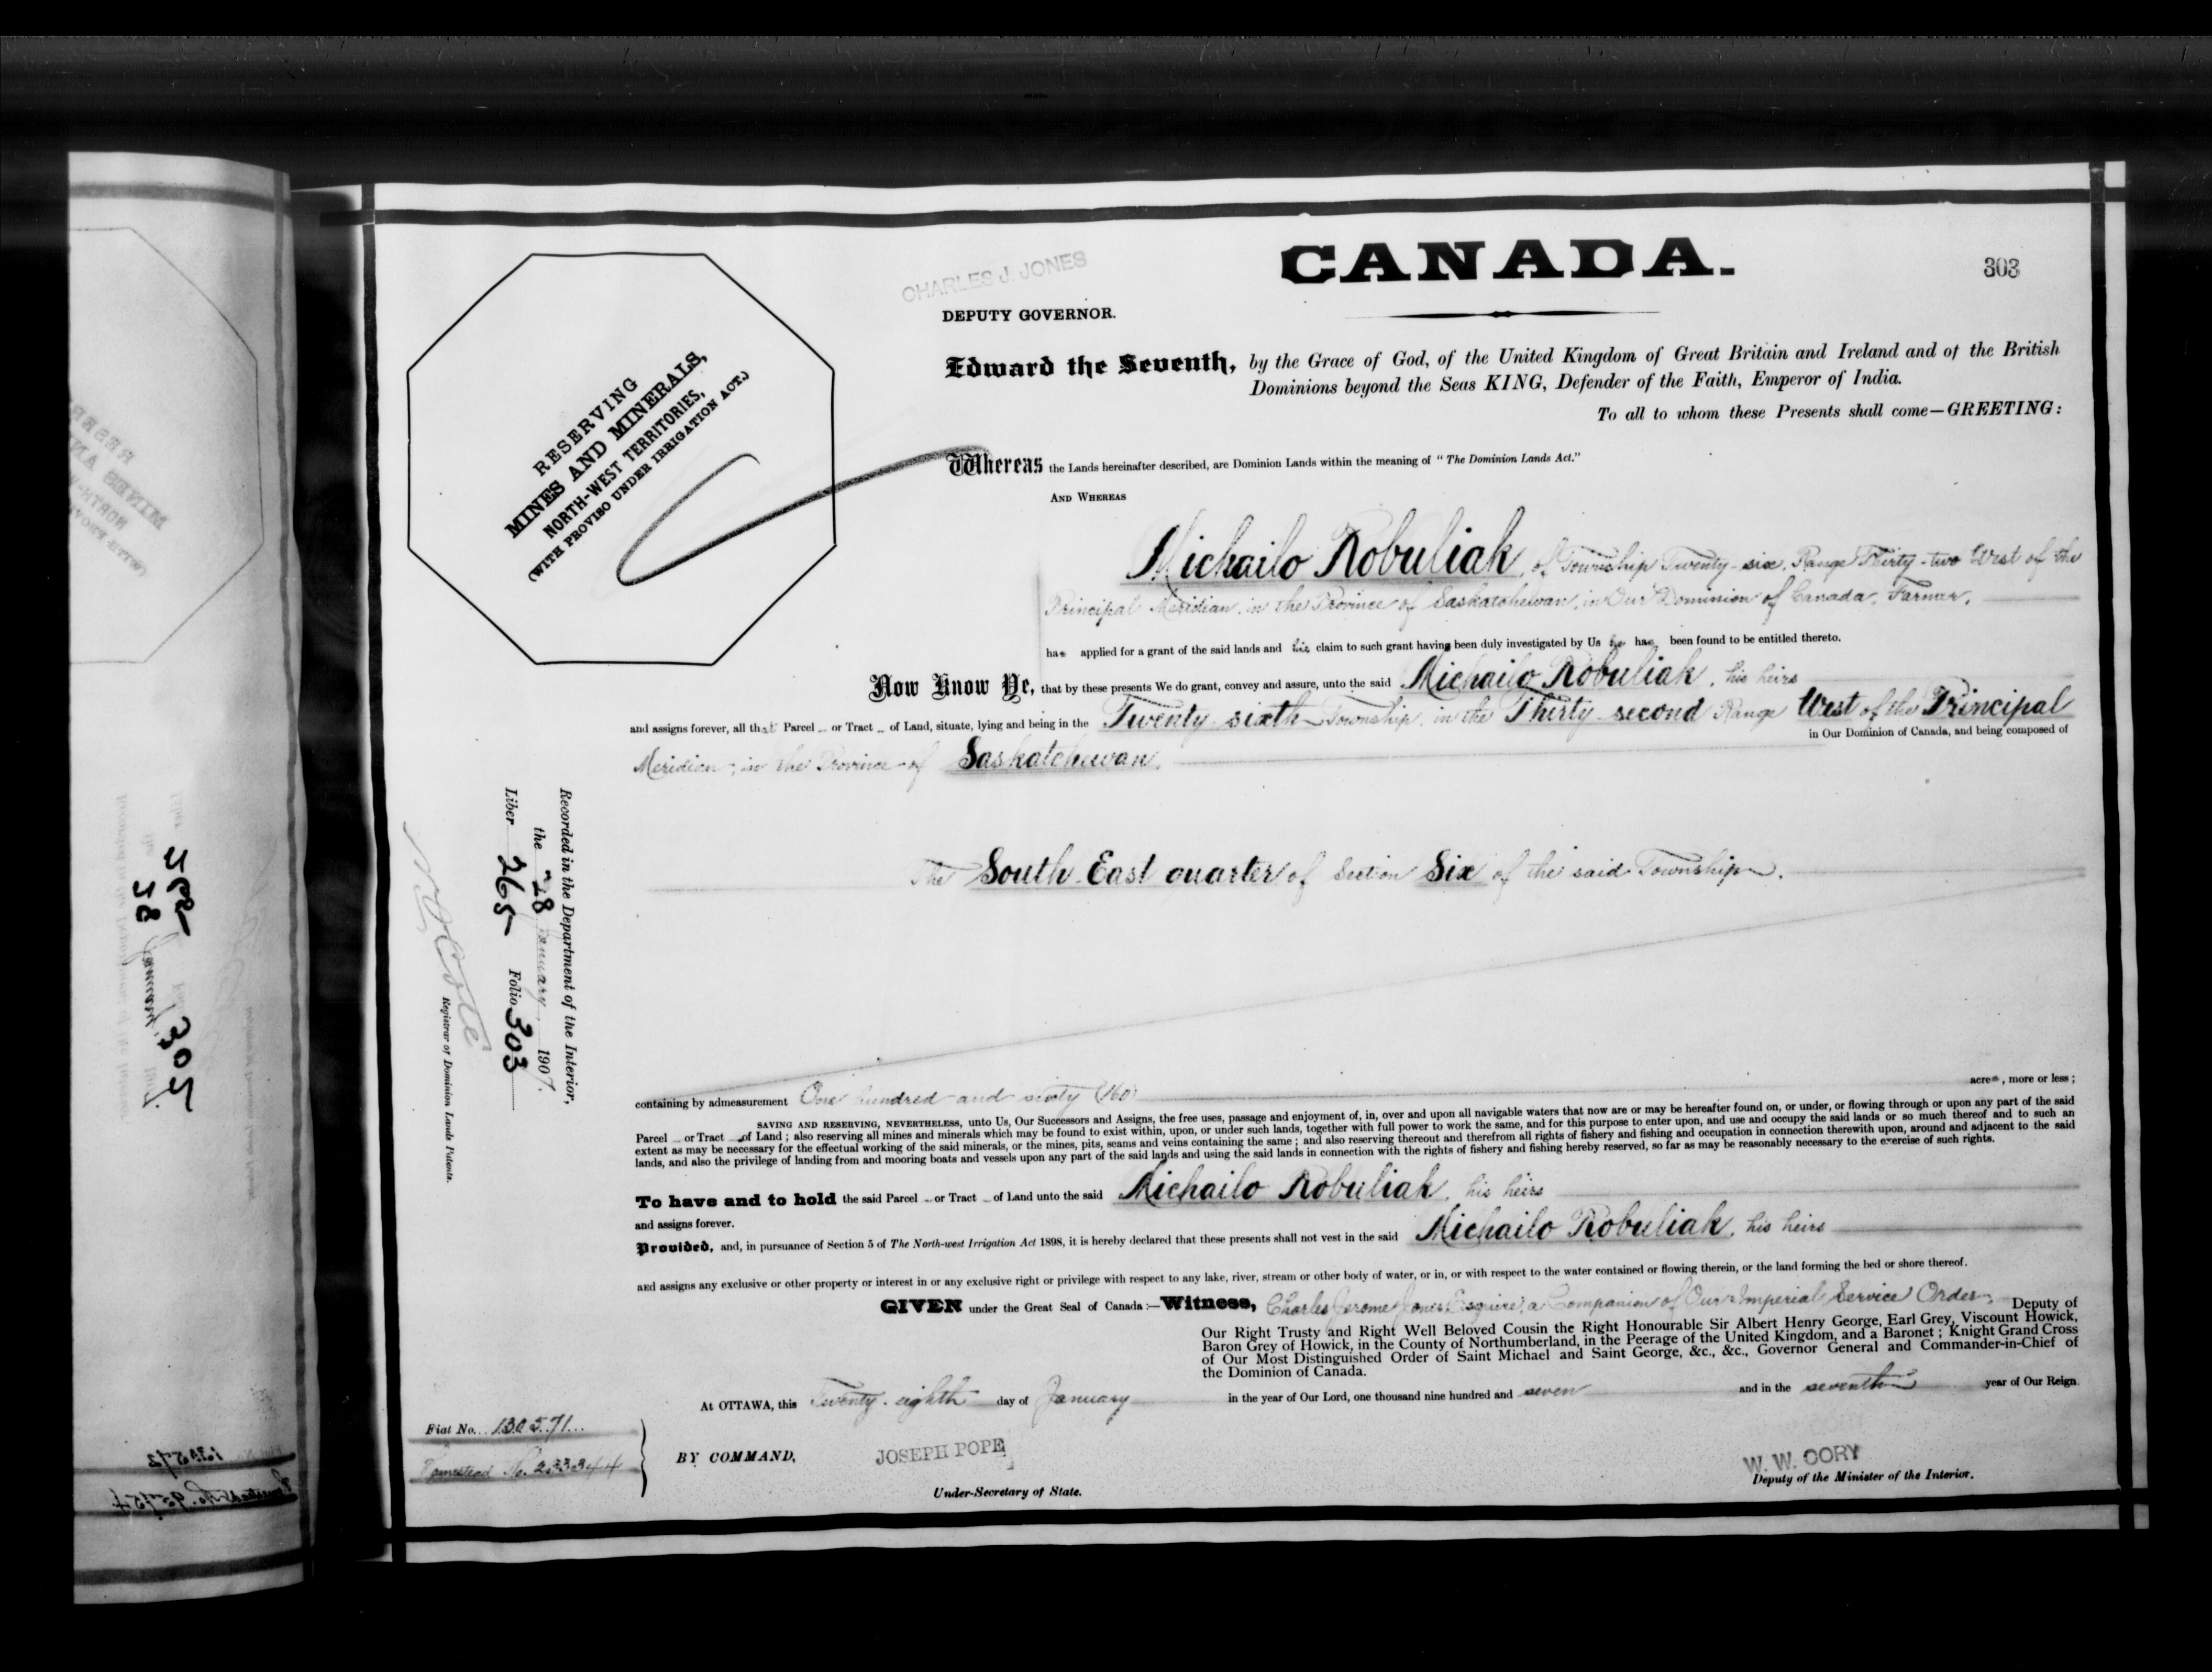 CANADA.
303
CHARLES J. JONES
DEPUTY GOVERNOR.
RESERVING
MINES AND MINERALS,
NORTH-WEST TERRITORIES,
(WITH PROVISO UNDER IRRIGATION ACT.)
Edward the Seventh, by the Grace of God, of the United Kingdom of Great Britain and Ireland and of the British
Dominions beyond the Seas KING, Defender of the Faith, Emperor of India.
To all to whom these Presents shall come—GREETING:
Whereas the Lands hereinafter described, are Dominion Lands within the meaning of "The Dominion Lands Act."
AND WHEREAS
Michailo Robuliak, of Township Twenty-six, Range Thirty-two West of the
Principal Meridian, in the Province of Saskatchewan, in Our Dominion of Canada, Farmer,
has applied for a grant of the said lands and his claim to such grant having been duly investigated by Us he has been found to be entitled thereto.
Now Know Ye, that by these presents We do grant, convey and assure, unto the said Michailo Robuliak, his heirs
and assigns forever, all that Parcel or Tract of Land, situate, lying and being in the Twenty sixth Township, in the Thirty-second Range West of the Principal
in Our Dominion of Canada, and being composed of
Meridian, in the Province of Saskatchewan.
The South East quarter of Section Six of the said Township.
Recorded in the Department of the Interior,
the 28 January 1907.
Liber 265 Folio 303
Registrar of Dominion Lands Patents.
containing by admeasurement One hundred and sixty (160) acres, more or less;
SAVING AND RESERVING, NEVERTHELESS, unto Us, Our Successors and Assigns, the free uses, passage and enjoyment of, in, over and upon all navigable waters that now are or may be hereafter found on, or under, or flowing through or upon any part of the said
Parcel or Tract of Land; also reserving all mines and minerals which may be found to exist within, upon, or under such lands, together with full power to work the same, and for this purpose to enter upon, and use and occupy the said lands or so much thereof and to such an
extent as may be necessary for the effectual working of the said minerals, or the mines, pits, seams and veins containing the same; and also reserving thereout and therefrom all rights of fishery and fishing and occupation in connection therewith upon, around and adjacent to the said
lands, and also the privilege of landing from and mooring boats and vessels upon any part of the said lands and using the said lands in connection with the rights of fishery and fishing hereby reserved, so far as may be reasonably necessary to the exercise of such rights.
To have and to hold the said Parcel or Tract of Land unto the said Michailo Robuliak, his heirs
and assigns forever.
Provided, and, in pursuance of Section 5 of The North-west Irrigation Act 1898, it is hereby declared that these presents shall not vest in the said Michailo Robuliak, his heirs
and assigns any exclusive or other property or interest in or any exclusive right or privilege with respect to any lake, river, stream or other body of water, or in, or with respect to the water contained or flowing therein, or the land forming the bed or shore thereof.
GIVEN under the Great Seal of Canada:—Witness, Charles Jerome Jones Esquire, a Companion of Our Imperial Service Order, Deputy of
Our Right Trusty and Right Well Beloved Cousin the Right Honourable Sir Albert Henry George, Earl Grey, Viscount Howick,
Baron Grey of Howick, in the County of Northumberland, in the Peerage of the United Kingdom, and a Baronet; Knight Grand Cross
of Our Most Distinguished Order of Saint Michael and Saint George, &c., &c., Governor General and Commander-in-Chief of
the Dominion of Canada.
At OTTAWA, this Twenty-eighth day of January in the year of Our Lord, one thousand nine hundred and seven and in the seventh year of Our Reign.
Fiat No. 130571
Homestead No. 233344
BY COMMAND,
JOSEPH POPE
Under-Secretary of State.
W. W. CORY
Deputy of the Minister of the Interior.